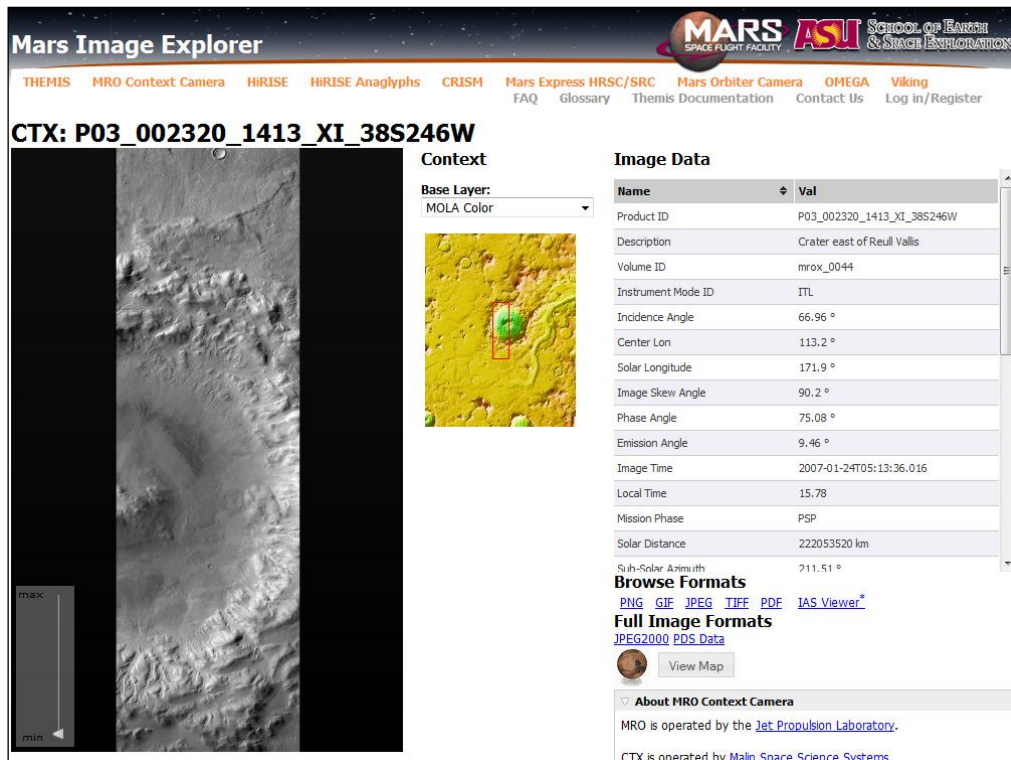 Mars Image Explorer
MARS
SPACE FLIGHT FACILITY
ASU
SCHOOL OF EARTH
& SPACE EXPLORATION
THEMIS MRO Context Camera HiRISE HiRISE Anaglyphs CRISM Mars Express HRSC/SRC Mars Orbiter Camera OMEGA Viking
FAQ Glossary Themis Documentation Contact Us Log in/Register
CTX: P03_002320_1413_XI_38S246W
Context
Base Layer:
MOLA Color
max
min
Image Data
Name Val
Product ID P03_002320_1413_XI_38S246W
Description Crater east of Reull Vallis
Volume ID mrox_0044
Instrument Mode ID ITL
Incidence Angle 66.96 °
Center Lon 113.2 °
Solar Longitude 171.9 °
Image Skew Angle 90.2 °
Phase Angle 75.08 °
Emission Angle 9.46 °
Image Time 2007-01-24T05:13:36.016
Local Time 15.78
Mission Phase PSP
Solar Distance 222053520 km
Sub-Solar Azimuth 211.51 °
Browse Formats
PNG GIF JPEG TIFF PDF IAS Viewer*
Full Image Formats
JPEG2000 PDS Data
View Map
About MRO Context Camera
MRO is operated by the Jet Propulsion Laboratory.
CTX is operated by Malin Space Science Systems.